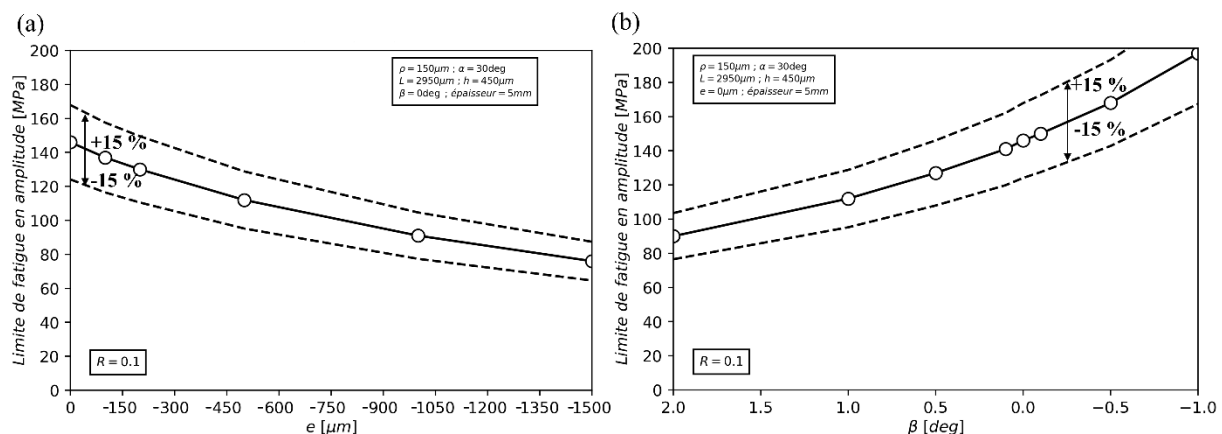 (a)
Limite de fatigue en amplitude [MPa]
200
180
160
140
120
100
80
60
40
20
0
ρ = 150μm ; α = 30deg
L = 2950μm ; h = 450μm
β = 0deg ; épaisseur = 5mm
+15 %
-15 %
R = 0.1
0 -150 -300 -450 -600 -750 -900 -1050 -1200 -1350 -1500
e [μm]
(b)
Limite de fatigue en amplitude [MPa]
200
180
160
140
120
100
80
60
40
20
0
ρ = 150μm ; α = 30deg
L = 2950μm ; h = 450μm
e = 0μm ; épaisseur = 5mm
+15 %
-15 %
R = 0.1
2.0 1.5 1.0 0.5 0.0 −0.5 −1.0
β [deg]